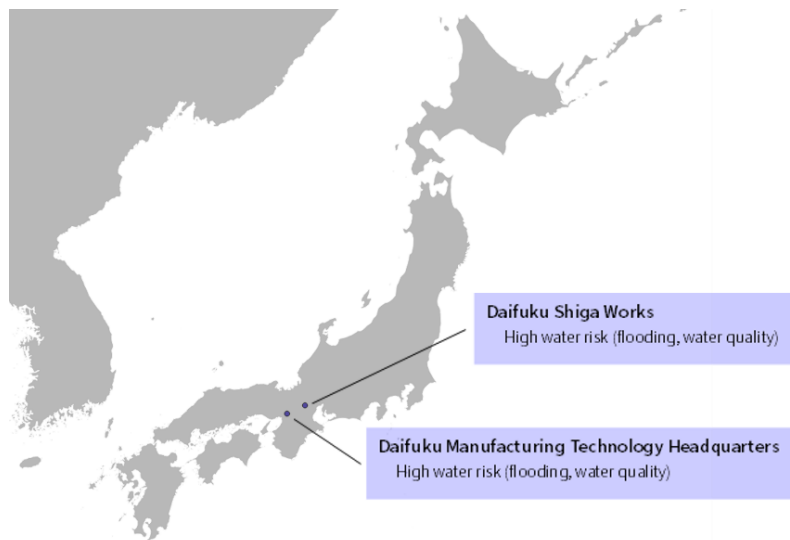 Daifuku Shiga Works
High water risk (flooding, water quality)
Daifuku Manufacturing Technology Headquarters
High water risk (flooding, water quality)